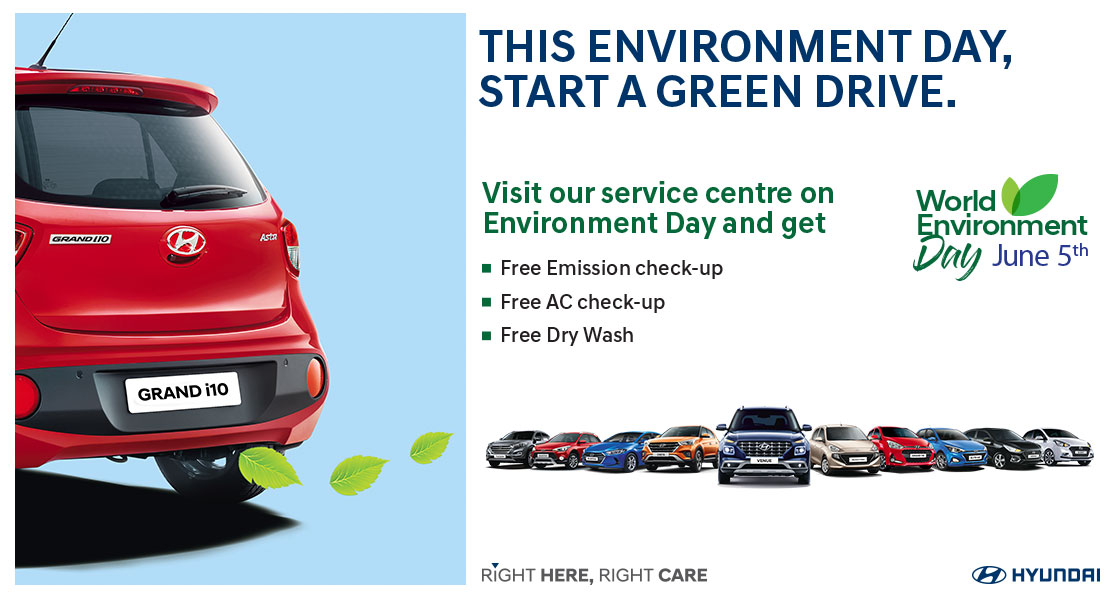 THIS ENVIRONMENT DAY,
START A GREEN DRIVE.
Visit our service centre on
Environment Day and get
Free Emission check-up
Free AC check-up
Free Dry Wash
World
Environment
Day June 5th
GRAND i10
Asta
GRAND i10
VENUE
RIGHT HERE, RIGHT CARE
HYUNDAI